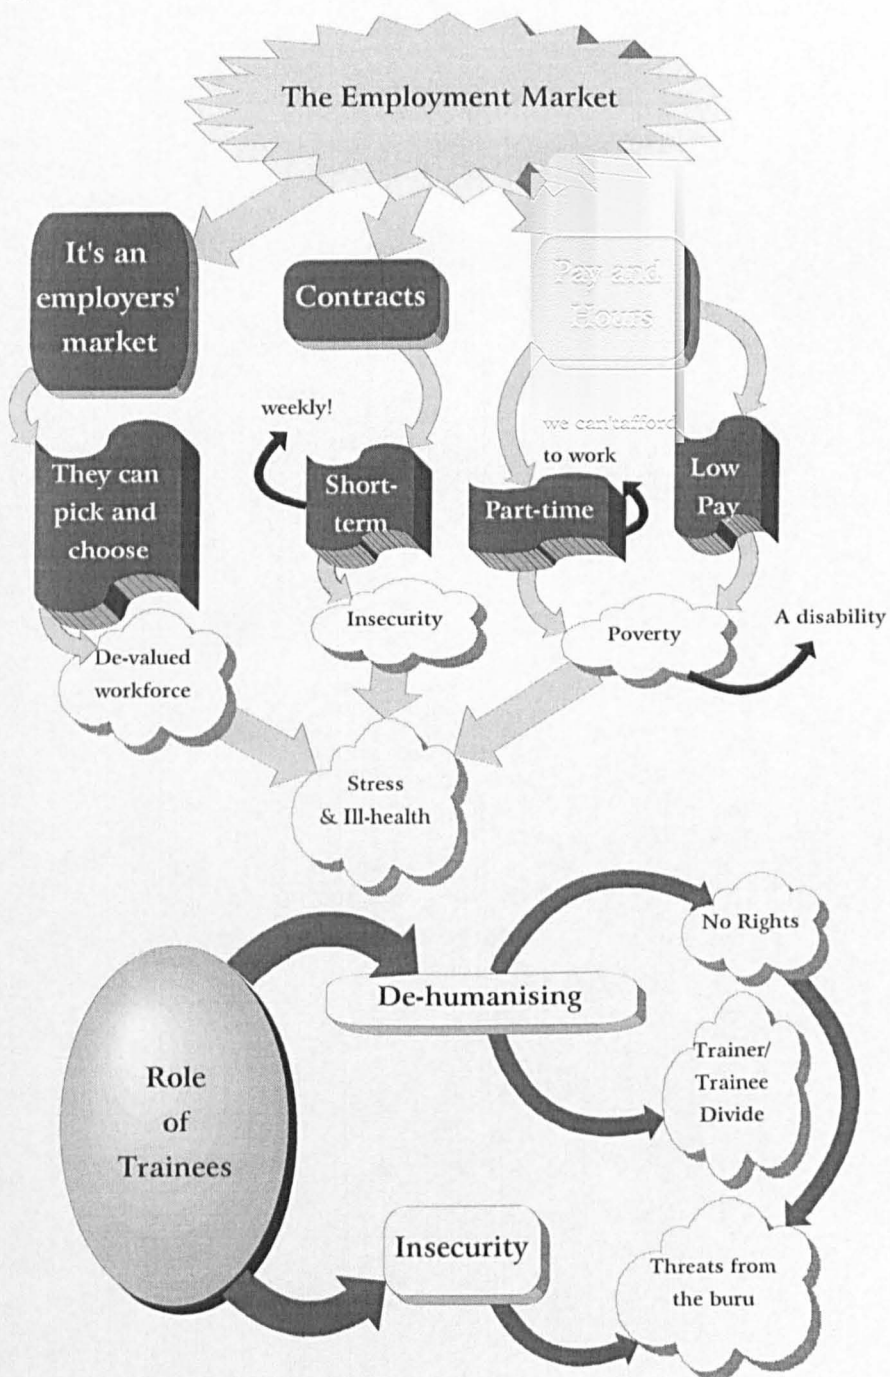 The Employment Market
It's an
employers'
market
Contracts
Pay and
Hours
weekly!
we can'tafford
to work
They can
pick and
choose
Short-
term
Part-time
Low
Pay
De-valued
workforce
Insecurity
Poverty
A disability
Stress
& Ill-health
No Rights
De-humanising
Trainer/
Trainee
Divide
Role
of
Trainees
Insecurity
Threats from
the buru